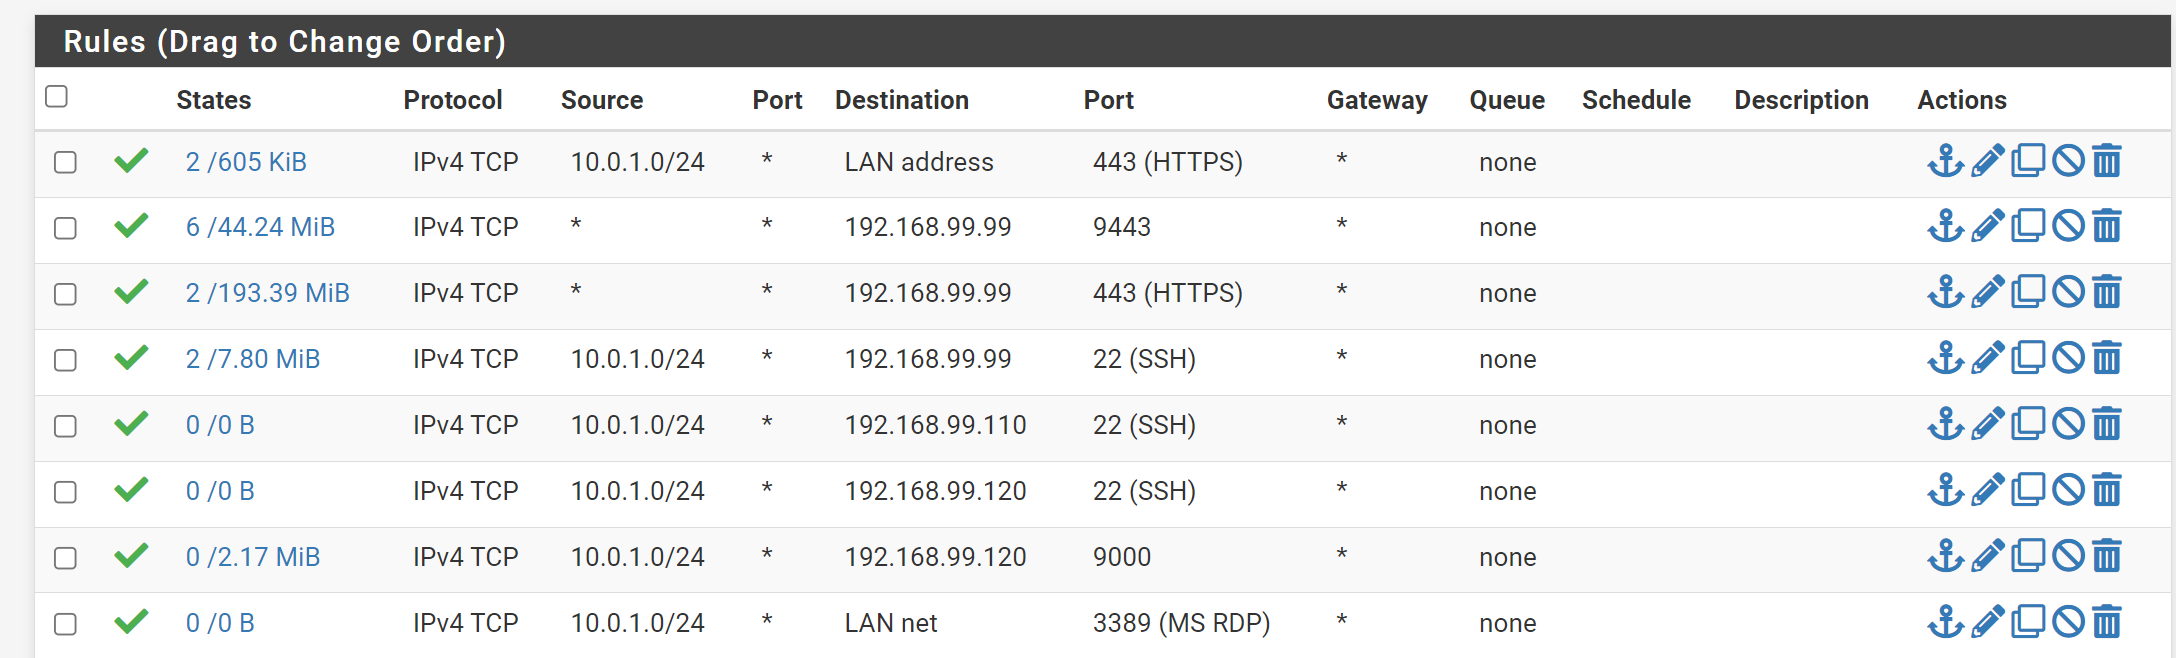 Rules (Drag to Change Order)
States Protocol Source Port Destination Port Gateway Queue Schedule Description Actions
2 /605 KiB IPv4 TCP 10.0.1.0/24 * LAN address 443 (HTTPS) * none
6 /44.24 MiB IPv4 TCP * * 192.168.99.99 9443 * none
2 /193.39 MiB IPv4 TCP * * 192.168.99.99 443 (HTTPS) * none
2 /7.80 MiB IPv4 TCP 10.0.1.0/24 * 192.168.99.99 22 (SSH) * none
0 /0 B IPv4 TCP 10.0.1.0/24 * 192.168.99.110 22 (SSH) * none
0 /0 B IPv4 TCP 10.0.1.0/24 * 192.168.99.120 22 (SSH) * none
0 /2.17 MiB IPv4 TCP 10.0.1.0/24 * 192.168.99.120 9000 * none
0 /0 B IPv4 TCP 10.0.1.0/24 * LAN net 3389 (MS RDP) * none